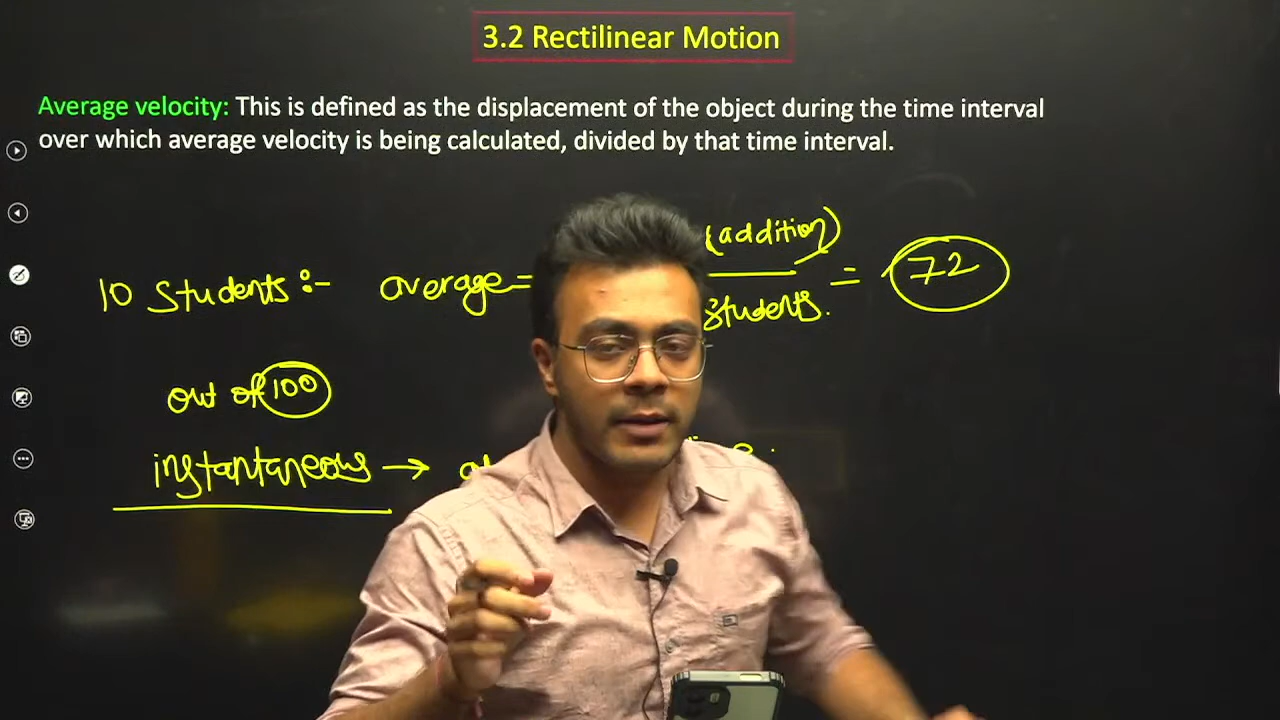 3.2 Rectilinear Motion
Average velocity: This is defined as the displacement of the object during the time interval
over which average velocity is being calculated, divided by that time interval.
(addition)
10 Students :- average = = 72
Students.
out of 100
instantaneous →